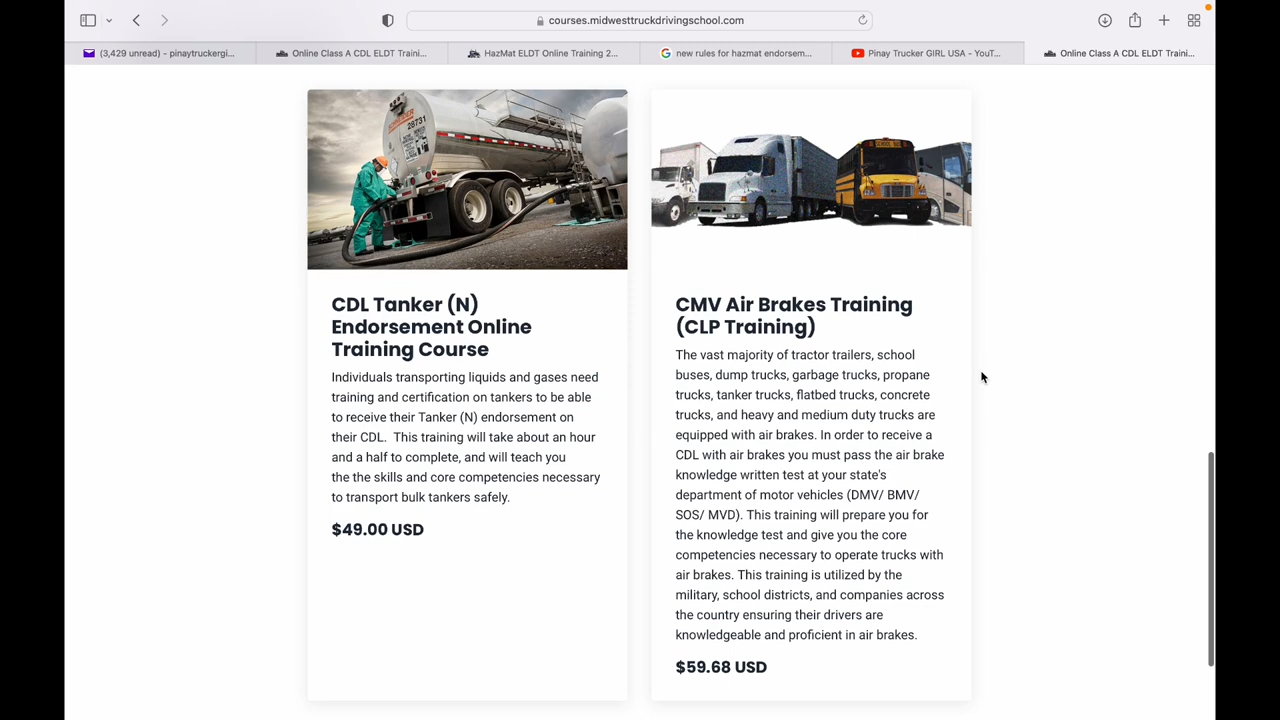 courses.midwesttruckdrivingschool.com
(3,429 unread) - pinaytruckergi...
Online Class A CDL ELDT Traini...
HazMat ELDT Online Training 2...
new rules for hazmat endorsem...
Pinay Trucker GIRL USA - YouT...
Online Class A CDL ELDT Traini...
28731
SCHOOL BUS
CDL Tanker (N)
Endorsement Online
Training Course
Individuals transporting liquids and gases need
training and certification on tankers to be able
to receive their Tanker (N) endorsement on
their CDL.  This training will take about an hour
and a half to complete, and will teach you
the the skills and core competencies necessary
to transport bulk tankers safely.
$49.00 USD
CMV Air Brakes Training
(CLP Training)
The vast majority of tractor trailers, school
buses, dump trucks, garbage trucks, propane
trucks, tanker trucks, flatbed trucks, concrete
trucks, and heavy and medium duty trucks are
equipped with air brakes. In order to receive a
CDL with air brakes you must pass the air brake
knowledge written test at your state's
department of motor vehicles (DMV/ BMV/
SOS/ MVD). This training will prepare you for
the knowledge test and give you the core
competencies necessary to operate trucks with
air brakes. This training is utilized by the
military, school districts, and companies across
the country ensuring their drivers are
knowledgeable and proficient in air brakes.
$59.68 USD